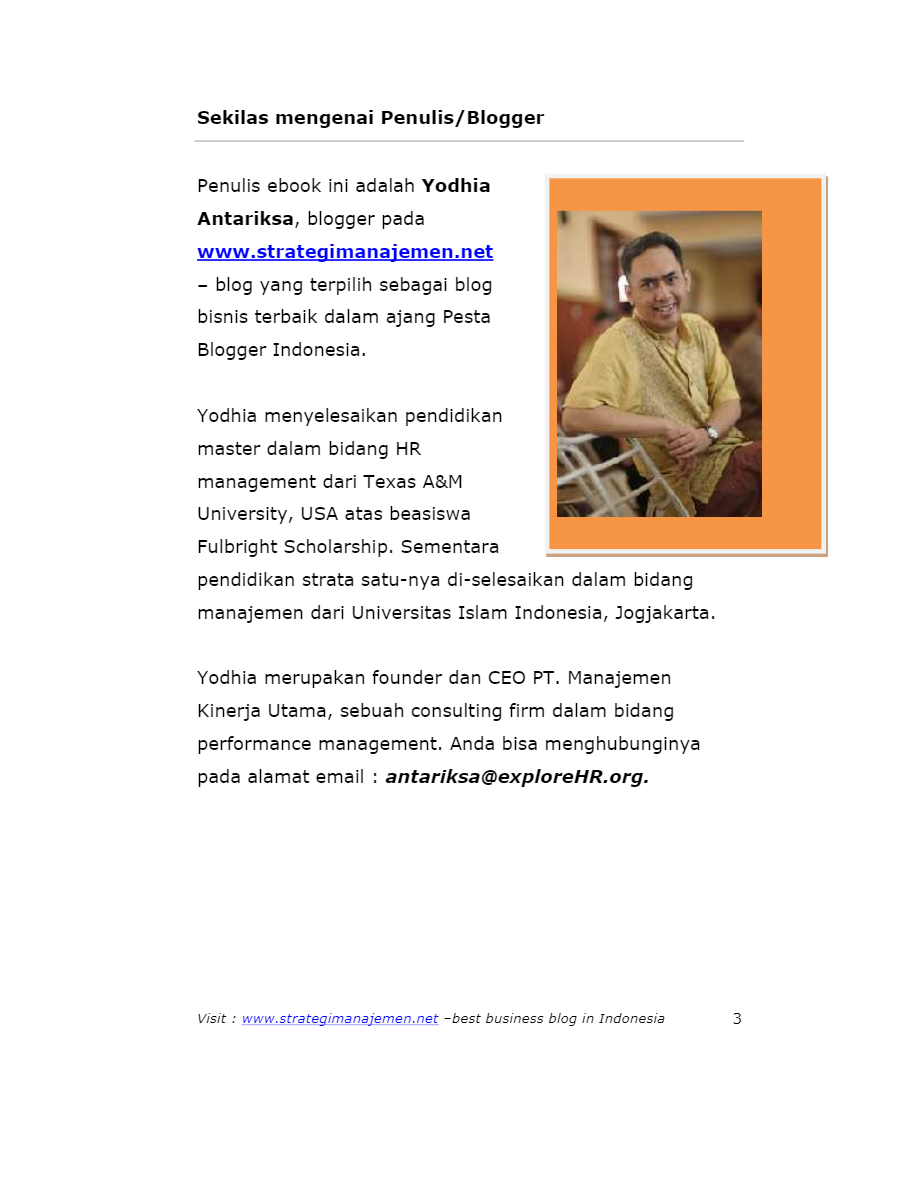 Sekilas mengenai Penulis/Blogger
Penulis ebook ini adalah Yodhia
Antariksa, blogger pada
www.strategimanajemen.net
– blog yang terpilih sebagai blog
bisnis terbaik dalam ajang Pesta
Blogger Indonesia.
Yodhia menyelesaikan pendidikan
master dalam bidang HR
management dari Texas A&M
University, USA atas beasiswa
Fulbright Scholarship. Sementara
pendidikan strata satu-nya di-selesaikan dalam bidang
manajemen dari Universitas Islam Indonesia, Jogjakarta.
Yodhia merupakan founder dan CEO PT. Manajemen
Kinerja Utama, sebuah consulting firm dalam bidang
performance management. Anda bisa menghubunginya
pada alamat email : antariksa@exploreHR.org.
Visit : www.strategimanajemen.net –best business blog in Indonesia 3